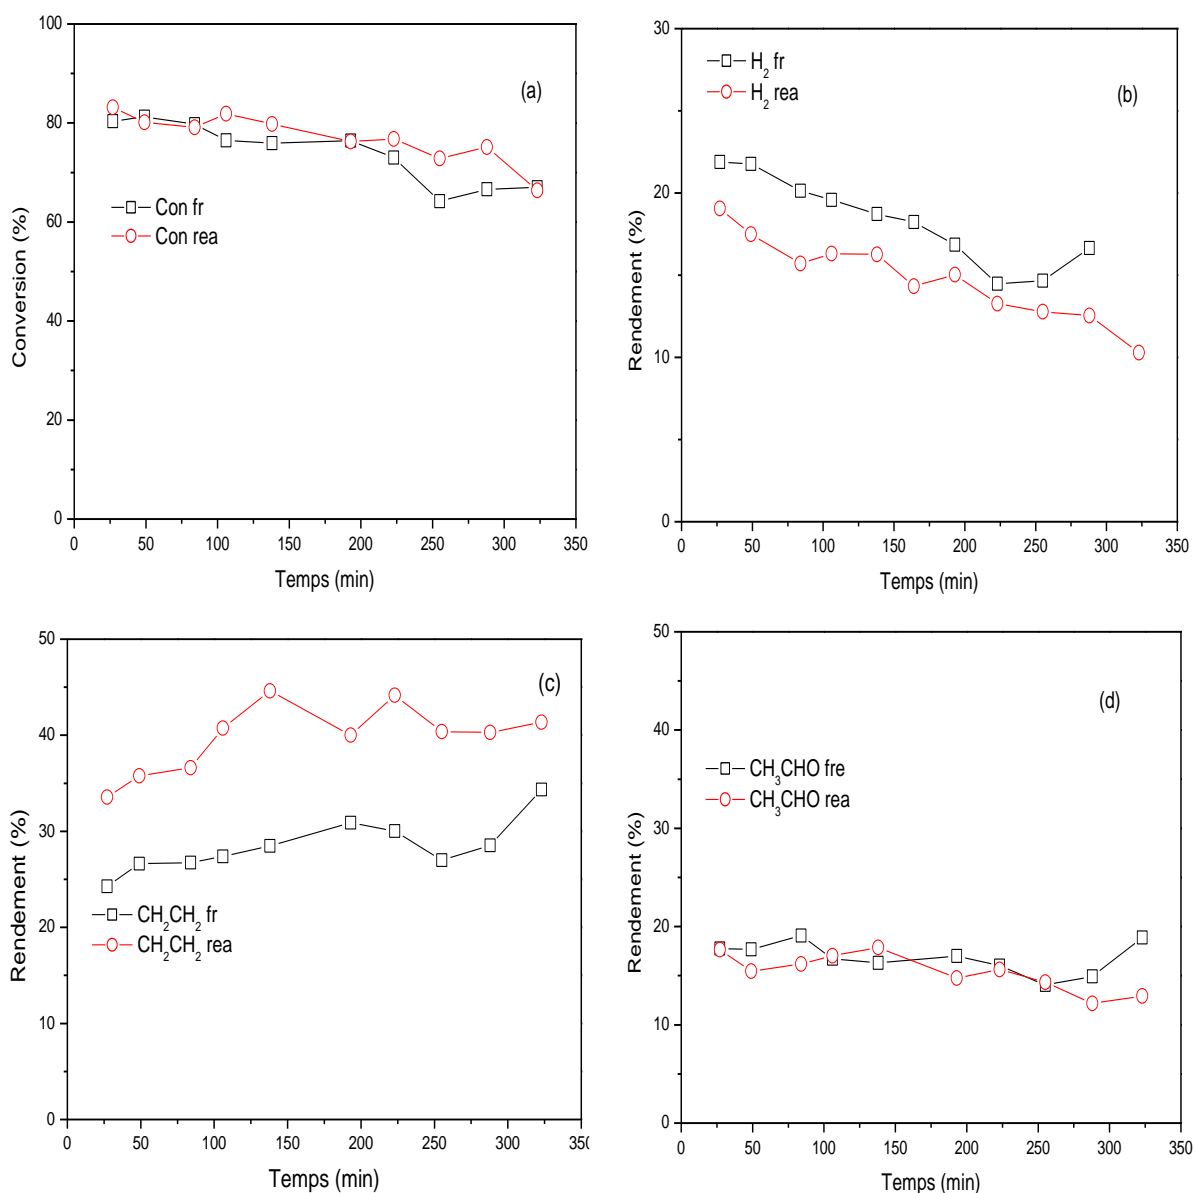 100
80
60
40
20
0
Conversion (%)
(a)
Con fr
Con rea
0 50 100 150 200 250 300 350
Temps (min)
30
20
10
0
Rendement (%)
H₂ fr
H₂ rea
(b)
0 50 100 150 200 250 300 350
Temps (min)
50
40
30
20
10
0
Rendement (%)
(c)
CH₂CH₂ fr
CH₂CH₂ rea
0 50 100 150 200 250 300 350
Temps (min)
50
40
30
20
10
0
Rendement (%)
(d)
CH₃CHO fre
CH₃CHO rea
0 50 100 150 200 250 300 350
Temps (min)